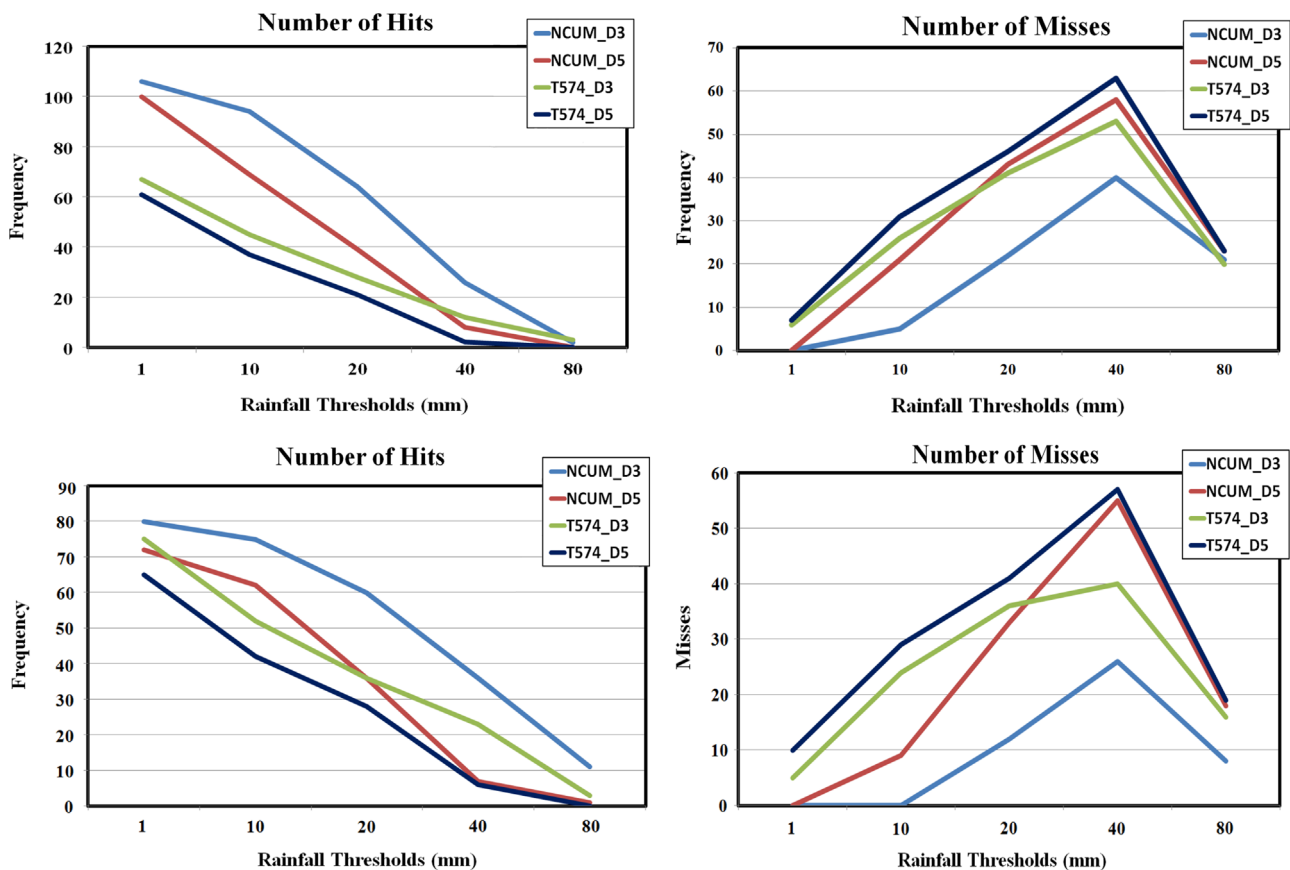 Number of Hits
NCUM_D3
NCUM_D5
T574_D3
T574_D5
120
100
80
60
40
20
0
Frequency
1 10 20 40 80
Rainfall Thresholds (mm)
Number of Misses
NCUM_D3
NCUM_D5
T574_D3
T574_D5
70
60
50
40
30
20
10
0
Frequency
1 10 20 40 80
Rainfall Thresholds (mm)
Number of Hits
NCUM_D3
NCUM_D5
T574_D3
T574_D5
90
80
70
60
50
40
30
20
10
0
Frequency
1 10 20 40 80
Rainfall Thresholds (mm)
Number of Misses
NCUM_D3
NCUM_D5
T574_D3
T574_D5
60
50
40
30
20
10
0
Misses
1 10 20 40 80
Rainfall Thresholds (mm)